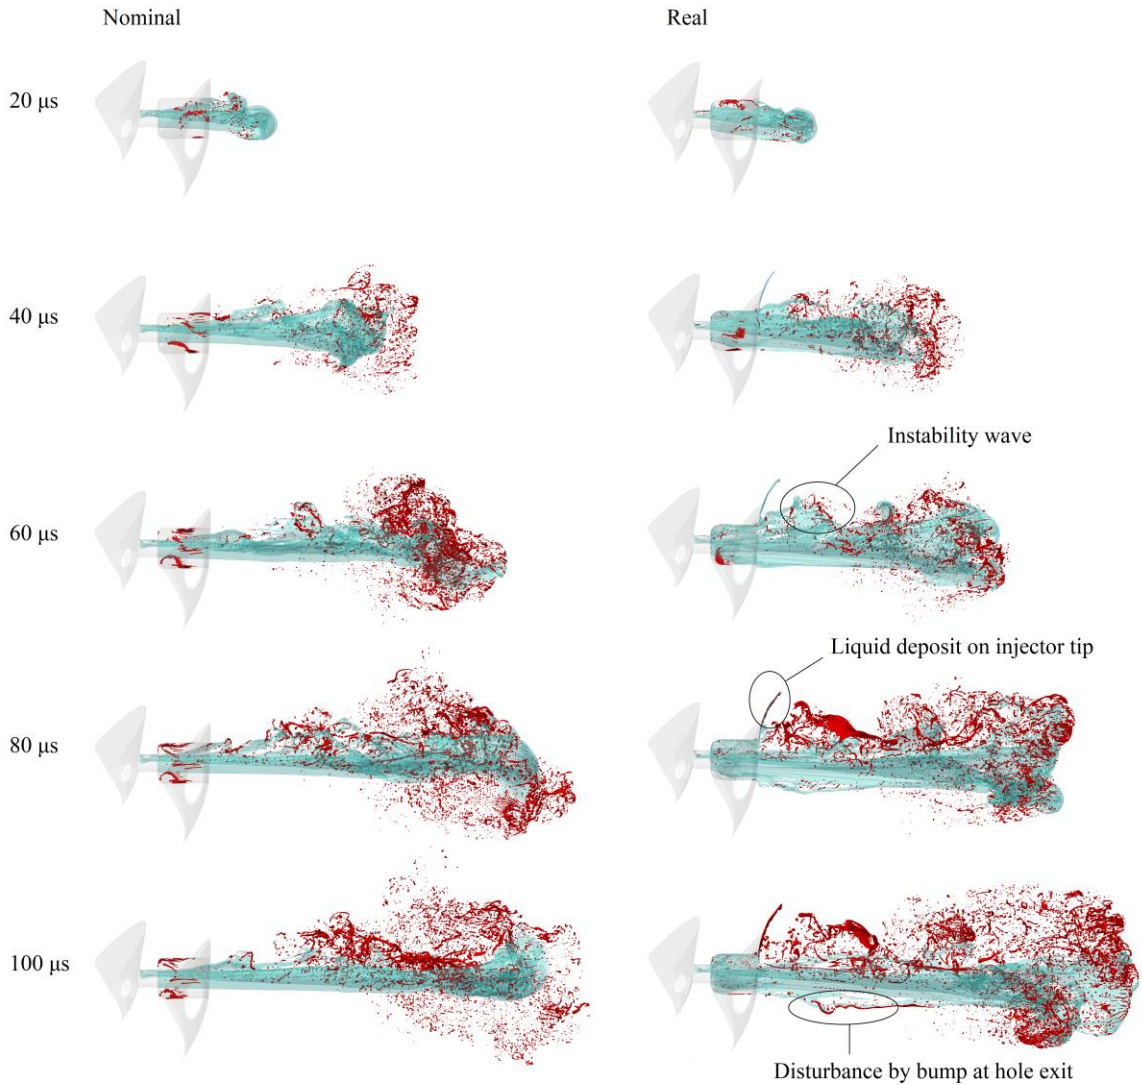 Nominal
Real
20 μs
40 μs
Instability wave
60 μs
Liquid deposit on injector tip
80 μs
100 μs
Disturbance by bump at hole exit